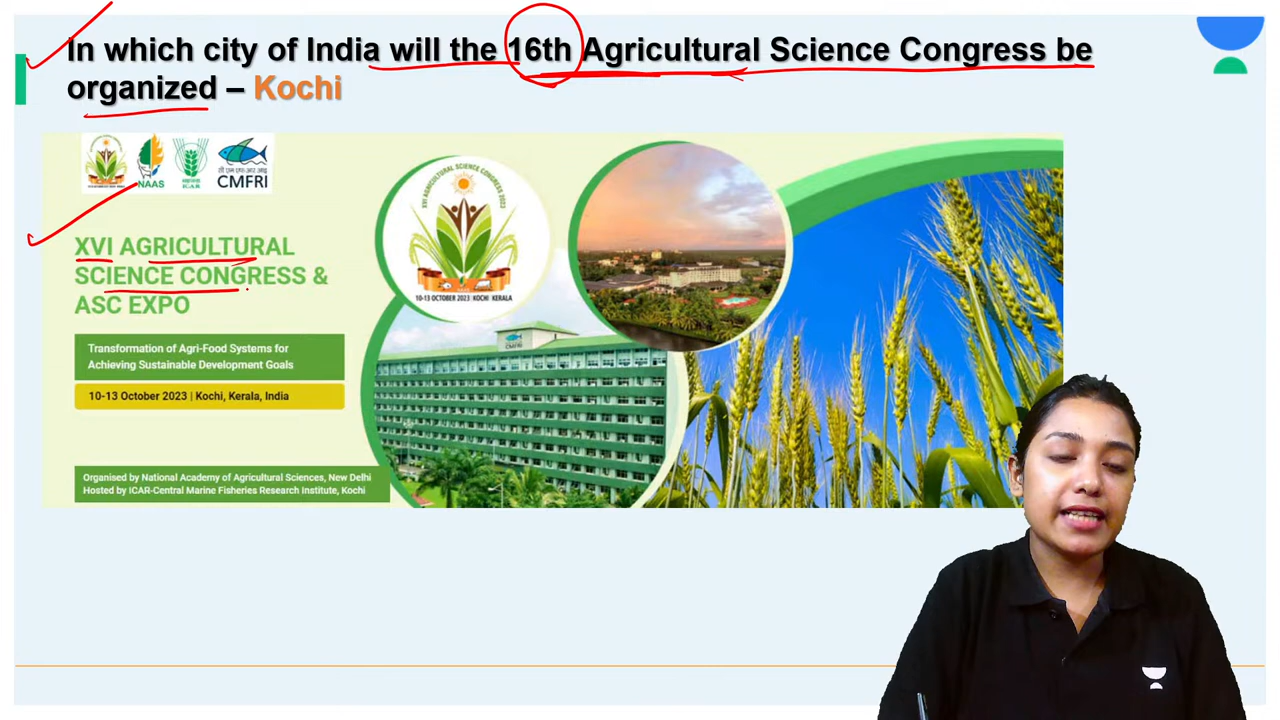 In which city of India will the 16th Agricultural Science Congress be
organized – Kochi
NAAS
ICAR
CMFRI
XVI AGRICULTURAL
SCIENCE CONGRESS &
ASC EXPO
XVI AGRICULTURAL SCIENCE CONGRESS 2023
10-13 OCTOBER 2023 | KOCHI | KERALA
CMFRI
Transformation of Agri-Food Systems for
Achieving Sustainable Development Goals
10-13 October 2023 | Kochi, Kerala, India
Organised by National Academy of Agricultural Sciences, New Delhi
Hosted by ICAR-Central Marine Fisheries Research Institute, Kochi